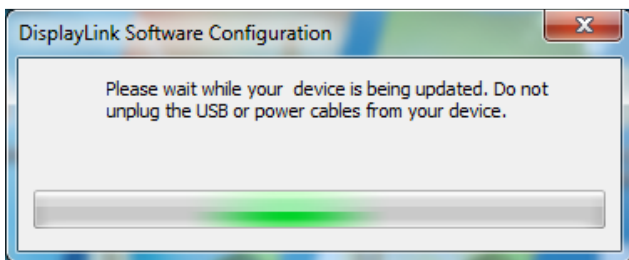 DisplayLink Software Configuration
Please wait while your  device is being updated. Do not
unplug the USB or power cables from your device.